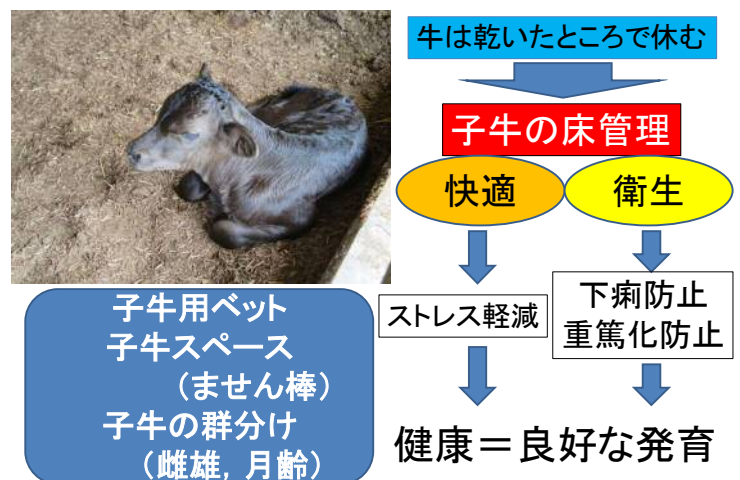 牛は乾いたところで休む
子牛の床管理
快適
衛生
ストレス軽減
下痢防止
重篤化防止
健康＝良好な発育
子牛用ベット
子牛スペース
（ません棒）
子牛の群分け
（雌雄，月齢）